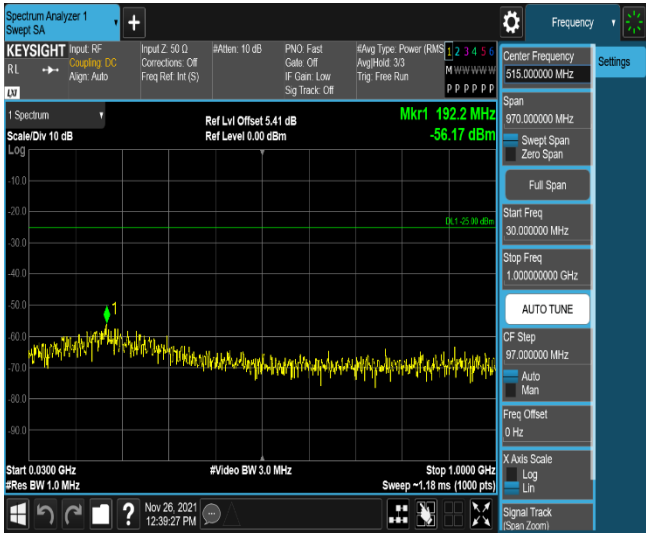 Spectrum Analyzer 1
Swept SA
Frequency
KEYSIGHT
RL
LXI
Input: RF
Coupling: DC
Align: Auto
Input Z: 50 Ω
Corrections: Off
Freq Ref: Int (S)
#Atten: 10 dB
PNO: Fast
Gate: Off
IF Gain: Low
Sig Track: Off
#Avg Type: Power (RMS
Avg|Hold: 3/3
Trig: Free Run
1 2 3 4 5 6
M W W W W W
P P P P P P
1 Spectrum
Scale/Div 10 dB
Ref Lvl Offset 5.41 dB
Ref Level 0.00 dBm
Mkr1 192.2 MHz
-56.17 dBm
Log
-10.0
-20.0
DL1 -25.00 dBm
-30.0
-40.0
-50.0
1
-60.0
-70.0
-80.0
-90.0
Start 0.0300 GHz
#Video BW 3.0 MHz
Stop 1.0000 GHz
#Res BW 1.0 MHz
Sweep ~1.18 ms (1000 pts)
Nov 26, 2021
12:39:27 PM
Center Frequency
515.000000 MHz
Settings
Span
970.000000 MHz
Swept Span
Zero Span
Full Span
Start Freq
30.000000 MHz
Stop Freq
1.000000000 GHz
AUTO TUNE
CF Step
97.000000 MHz
Auto
Man
Freq Offset
0 Hz
X Axis Scale
Log
Lin
Signal Track
(Span Zoom)